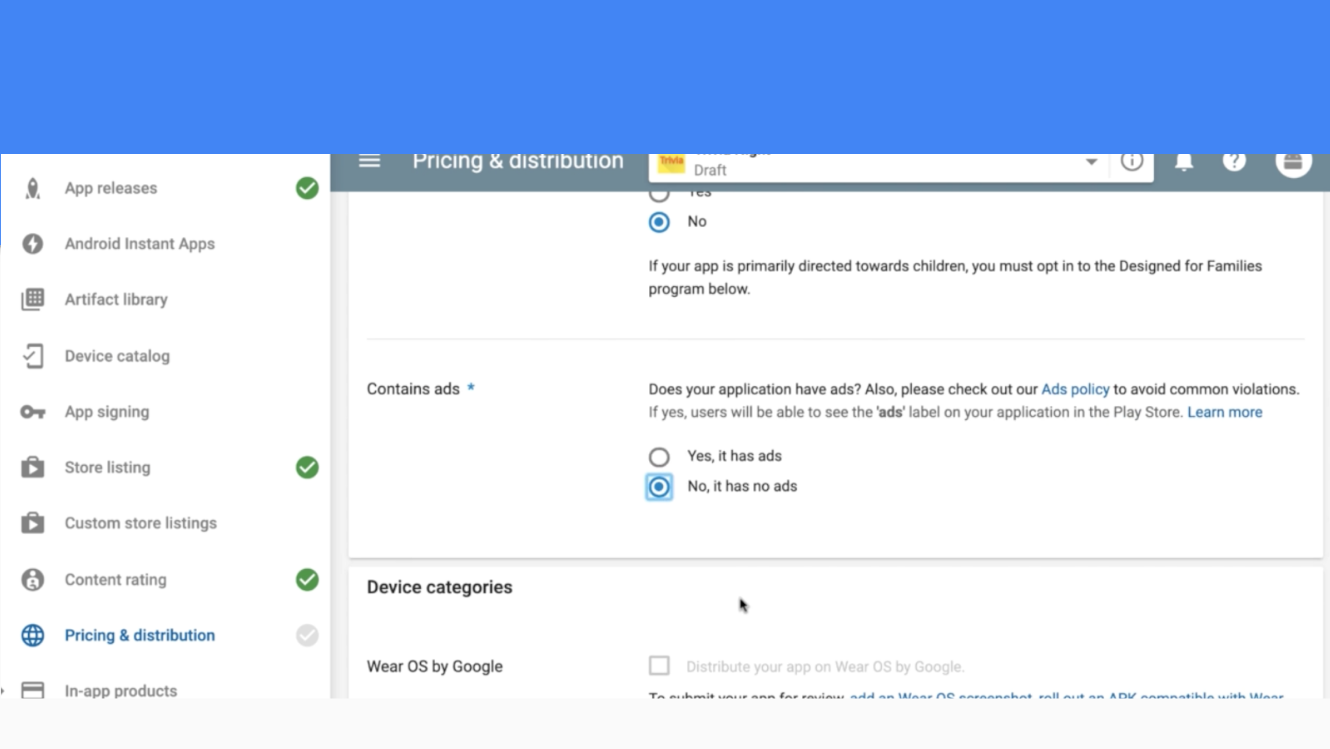 Pricing & distribution
Trivia
Draft
App releases
Android Instant Apps
Artifact library
Device catalog
App signing
Store listing
Custom store listings
Content rating
Pricing & distribution
In-app products
Yes
No
If your app is primarily directed towards children, you must opt in to the Designed for Families
program below.
Contains ads *
Does your application have ads? Also, please check out our Ads policy to avoid common violations.
If yes, users will be able to see the 'ads' label on your application in the Play Store. Learn more
Yes, it has ads
No, it has no ads
Device categories
Wear OS by Google
Distribute your app on Wear OS by Google.
To submit your app for review, add an Wear OS screenshot, roll out an APK compatible with Wear